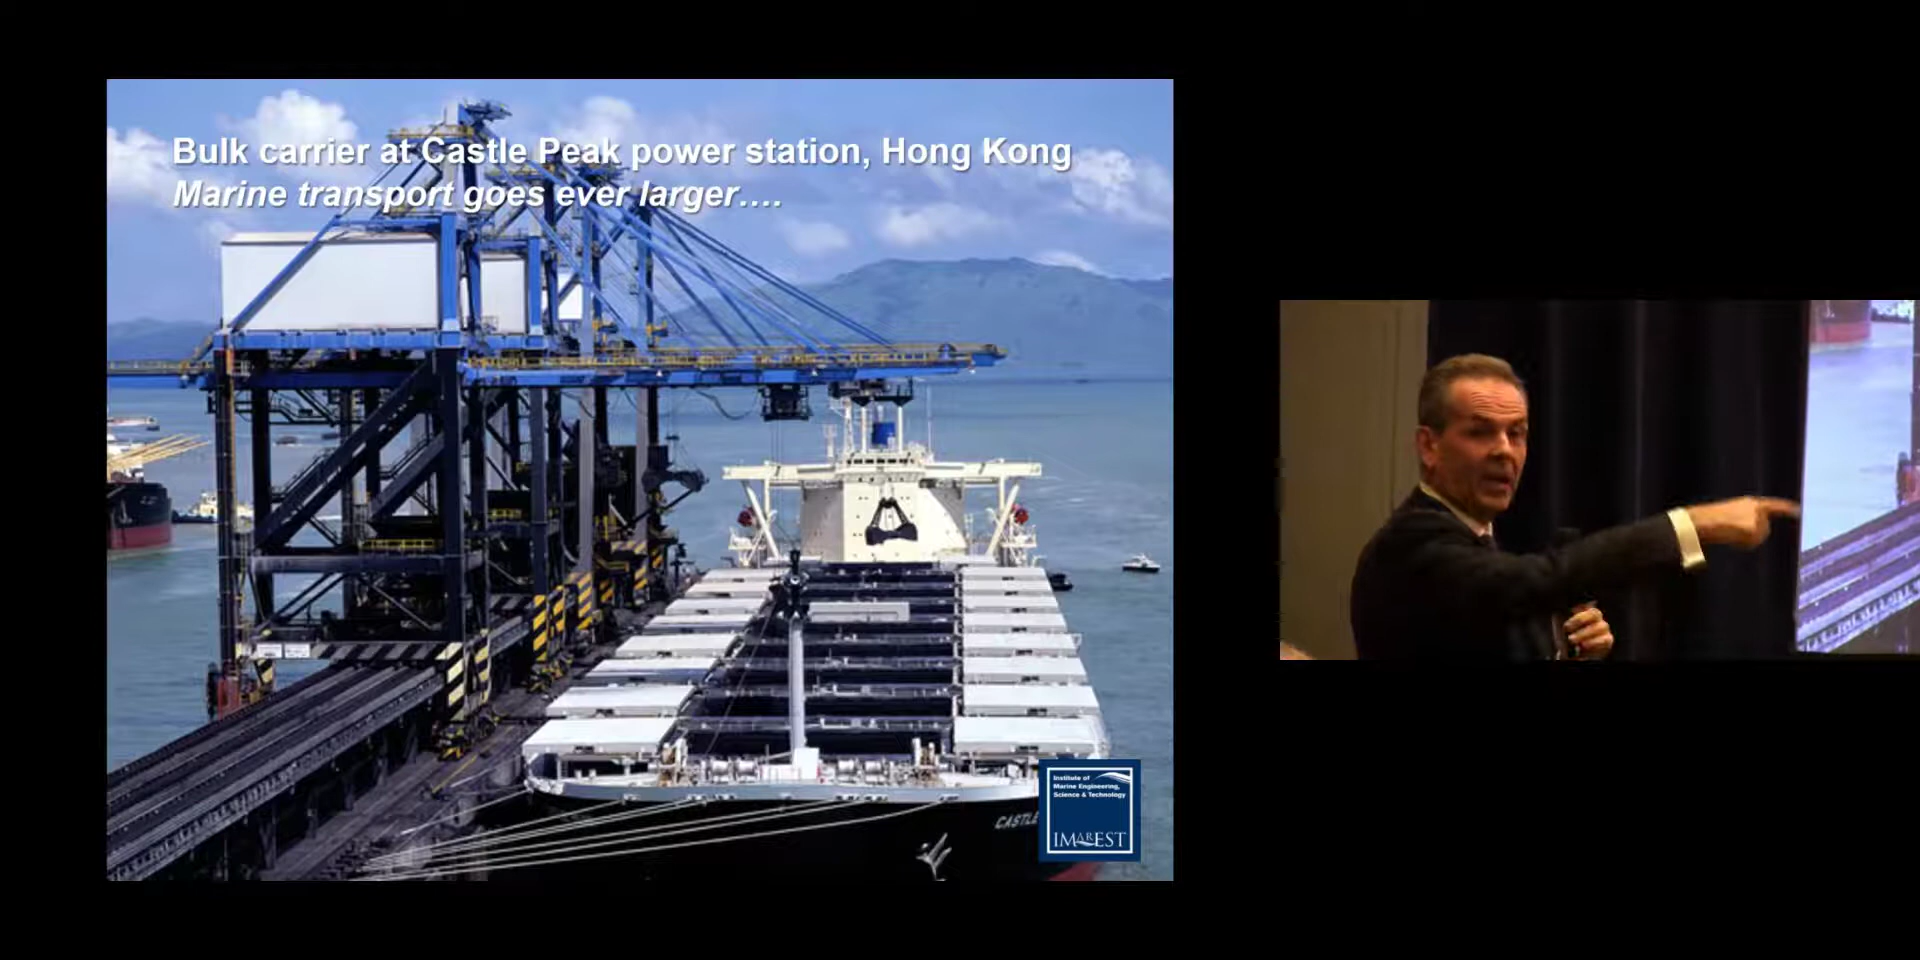 Bulk carrier at Castle Peak power station, Hong Kong
Marine transport goes ever larger….
CASTLE
Institute of
Marine Engineering,
Science & Technology
IMarEST